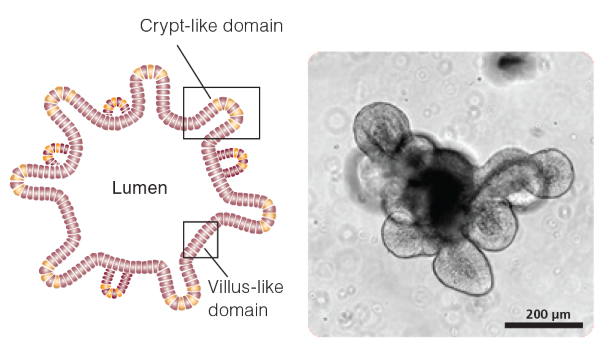 Crypt-like domain
Lumen
Villus-like
domain
200 µm